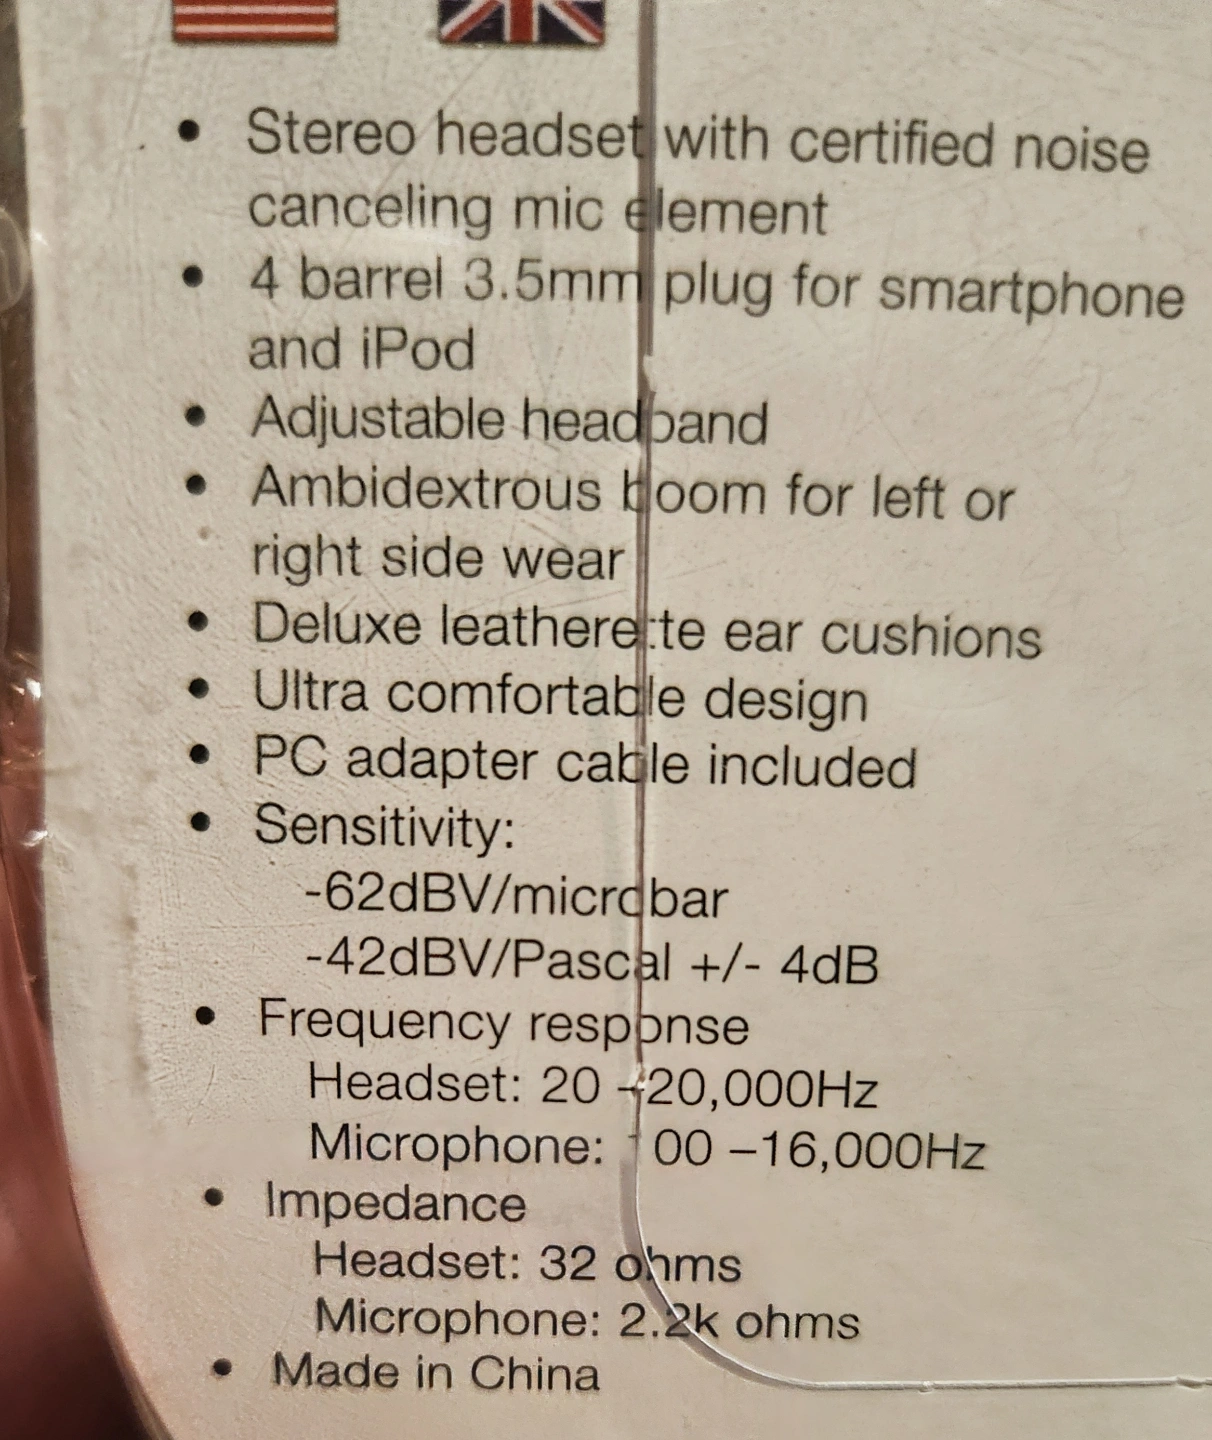 • Stereo headset with certified noise
canceling mic element
• 4 barrel 3.5mm plug for smartphone
and iPod
• Adjustable headband
• Ambidextrous boom for left or
right side wear
• Deluxe leatherette ear cushions
• Ultra comfortable design
• PC adapter cable included
• Sensitivity:
-62dBV/microbar
-42dBV/Pascal +/- 4dB
• Frequency response
Headset: 20 –20,000Hz
Microphone: 100 –16,000Hz
• Impedance
Headset: 32 ohms
Microphone: 2.2k ohms
• Made in China